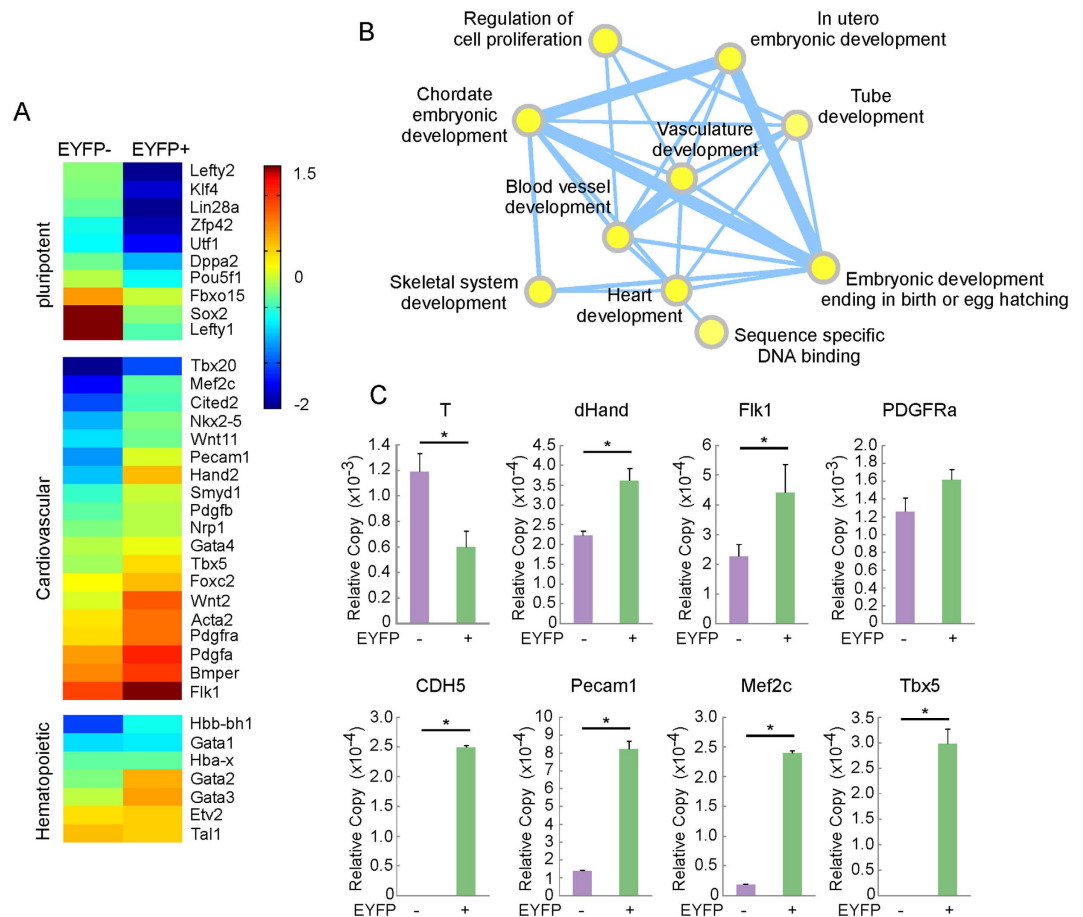 A
EYFP- EYFP+
pluripotent
Lefty2
Klf4
Lin28a
Zfp42
Utf1
Dppa2
Pou5f1
Fbxo15
Sox2
Lefty1
1.5
0
-2
Cardiovascular
Tbx20
Mef2c
Cited2
Nkx2-5
Wnt11
Pecam1
Hand2
Smyd1
Pdgfb
Nrp1
Gata4
Tbx5
Foxc2
Wnt2
Acta2
Pdgfra
Pdgfa
Bmper
Flk1
Hematopoietic
Hbb-bh1
Gata1
Hba-x
Gata2
Gata3
Etv2
Tal1
B
Regulation of
cell proliferation
In utero
embryonic development
Chordate
embryonic
development
Tube
development
Vasculature
development
Blood vessel
development
Skeletal system
development
Heart
development
Embryonic development
ending in birth or egg hatching
Sequence specific
DNA binding
C
T
Relative Copy (x10-3)
1.4
1.2
1.0
0.8
0.6
0.4
0.2
0
*
EYFP - +
dHand
Relative Copy (x10-4)
4.5
4.0
3.5
3.0
2.5
2.0
1.5
1.0
0.5
0
*
EYFP - +
Flk1
Relative Copy (x10-4)
6
5
4
3
2
1
0
*
EYFP - +
PDGFRa
Relative Copy (x10-3)
2.0
1.8
1.6
1.4
1.2
1.0
0.8
0.6
0.4
0.2
0
EYFP - +
CDH5
Relative Copy (x10-4)
3.0
2.5
2.0
1.5
1.0
0.5
0
*
EYFP - +
Pecam1
Relative Copy (x10-4)
10
9
8
7
6
5
4
3
2
1
0
*
EYFP - +
Mef2c
Relative Copy (x10-4)
3.0
2.5
2.0
1.5
1.0
0.5
0
*
EYFP - +
Tbx5
Relative Copy (x10-4)
3.5
3.0
2.5
2.0
1.5
1.0
0.5
0
*
EYFP - +